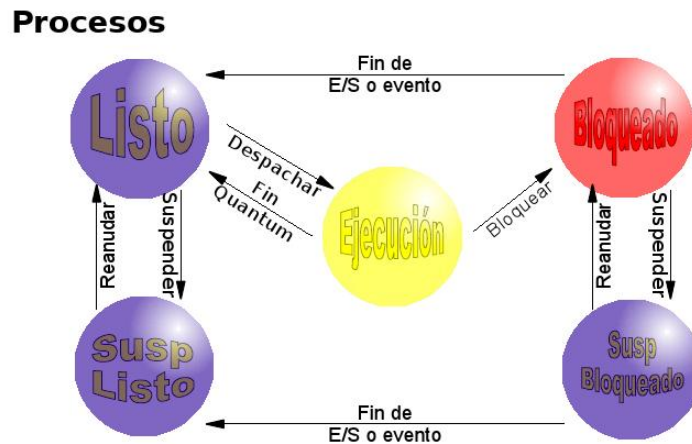 Procesos
Fin de
E/S o evento
Listo
Bloqueado
Despachar
Fin
Quantum
Ejecución
Bloquear
Reanudar
Suspender
Reanudar
Suspender
Susp
Listo
Susp
Bloqueado
Fin de
E/S o evento